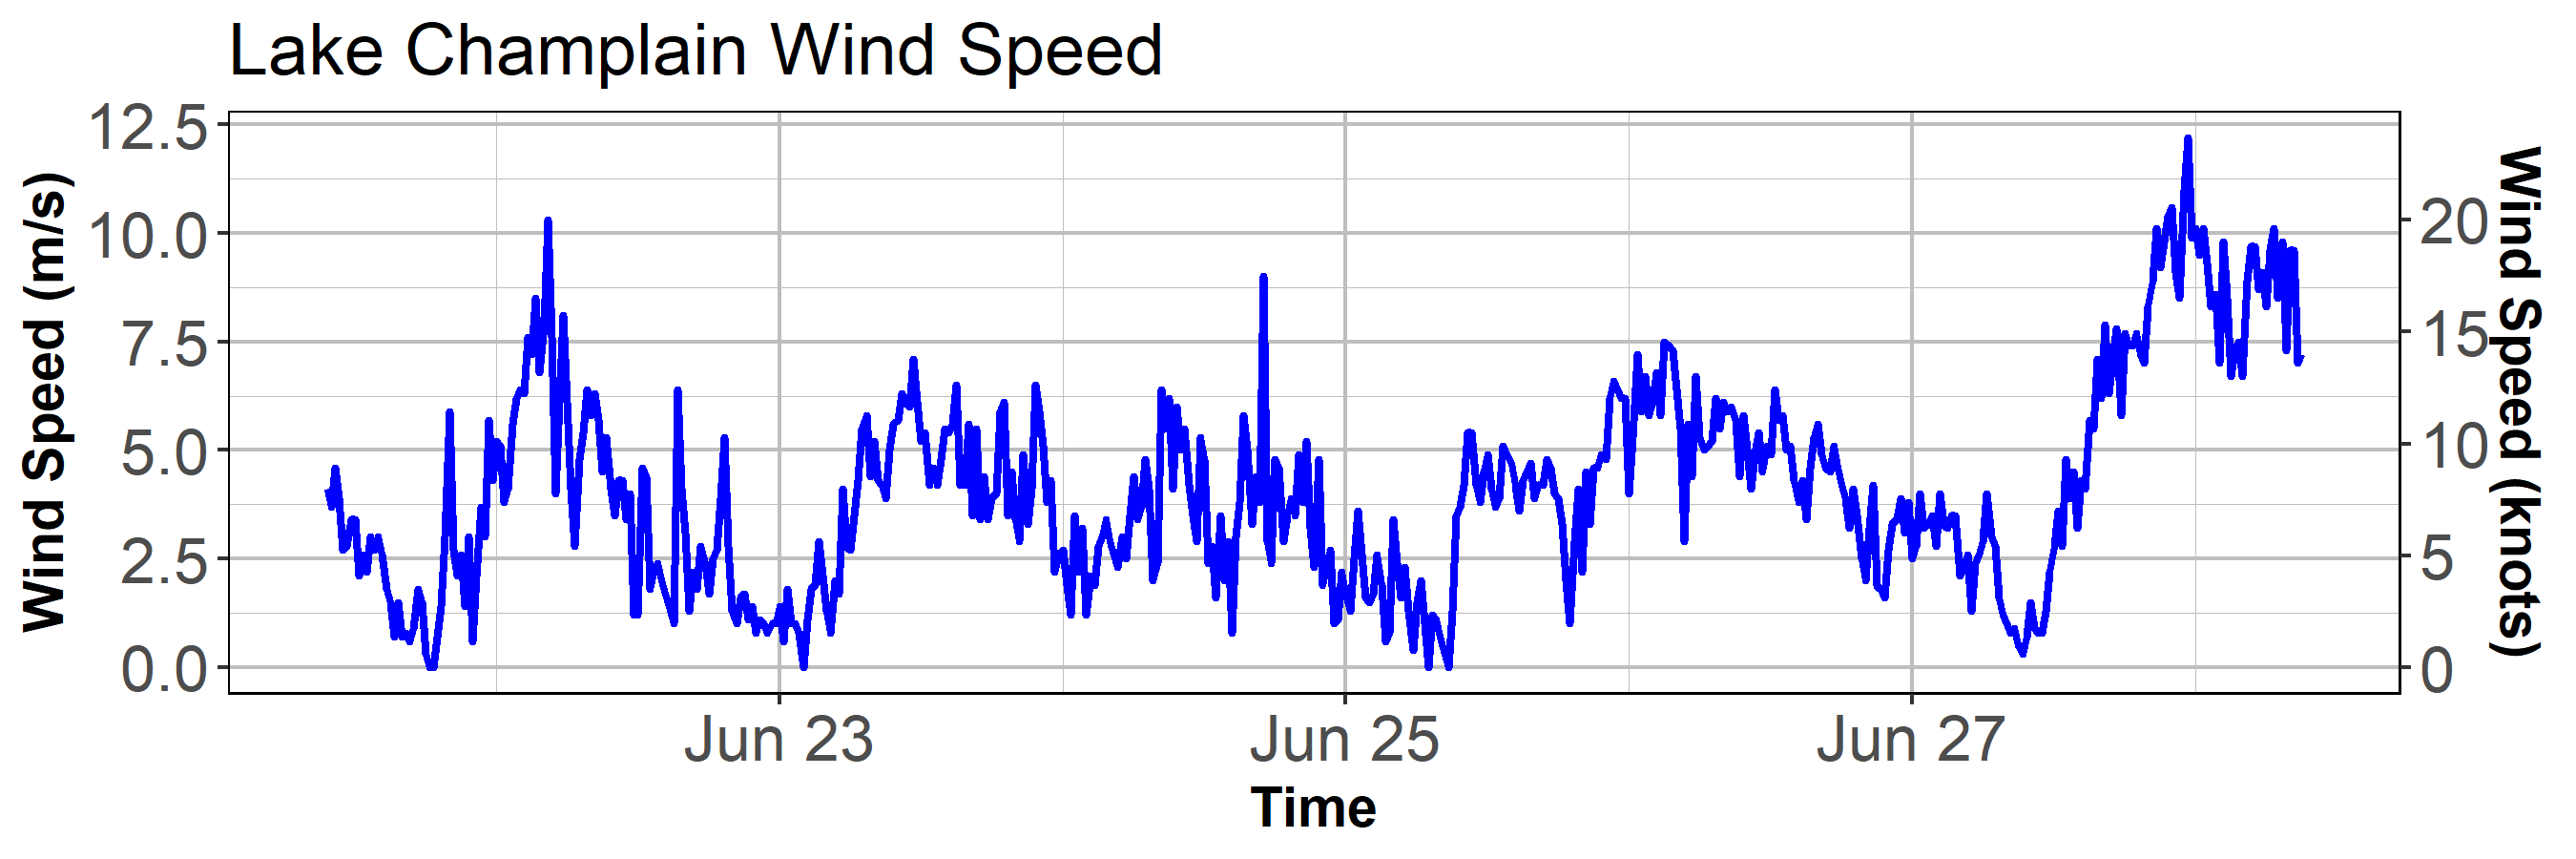 Lake Champlain Wind Speed
Wind Speed (m/s)
12.5
10.0
7.5
5.0
2.5
0.0
Wind Speed (knots)
20
15
10
5
0
Jun 23
Jun 25
Jun 27
Time